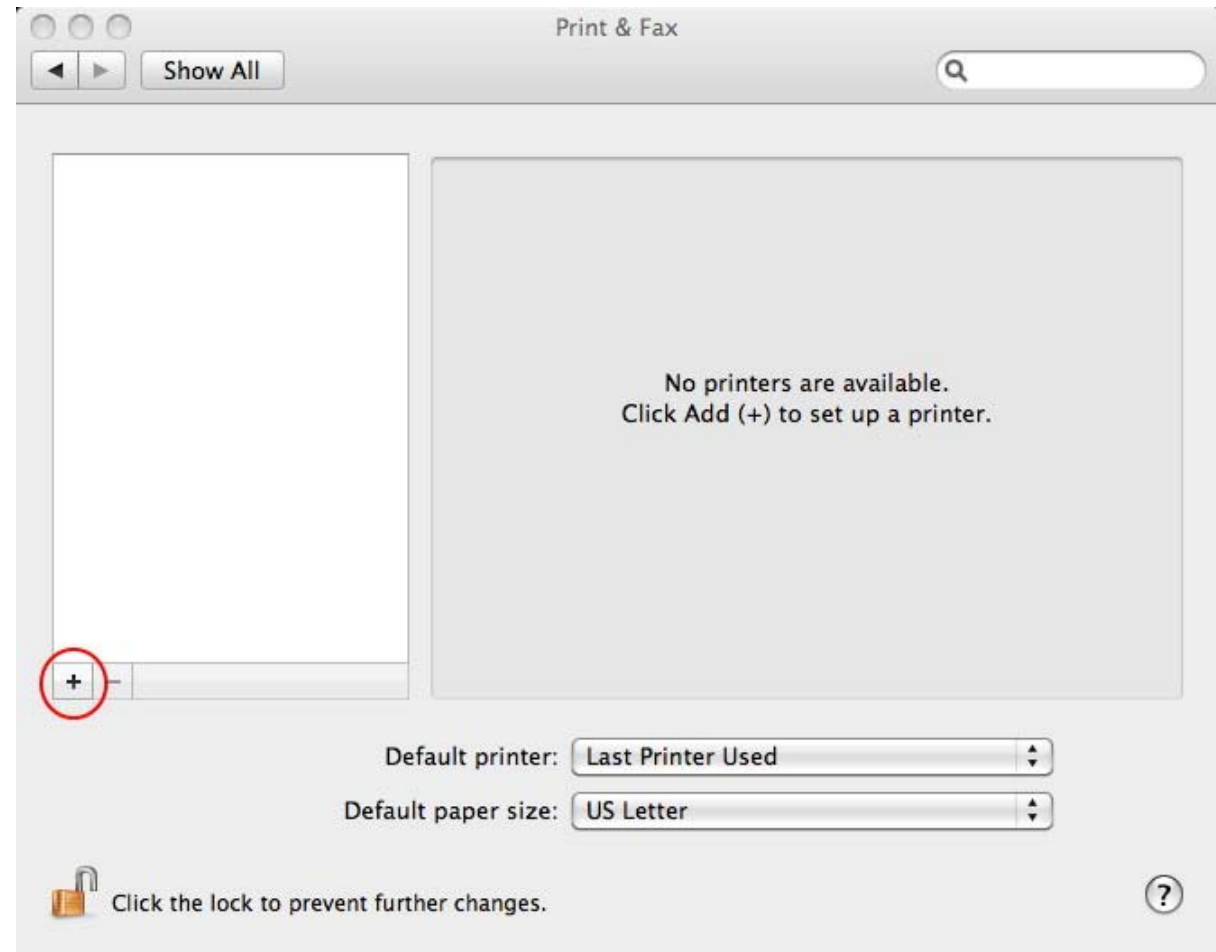 Print & Fax
Show All
No printers are available.
Click Add (+) to set up a printer.
+ −
Default printer: Last Printer Used
Default paper size: US Letter
Click the lock to prevent further changes.
?